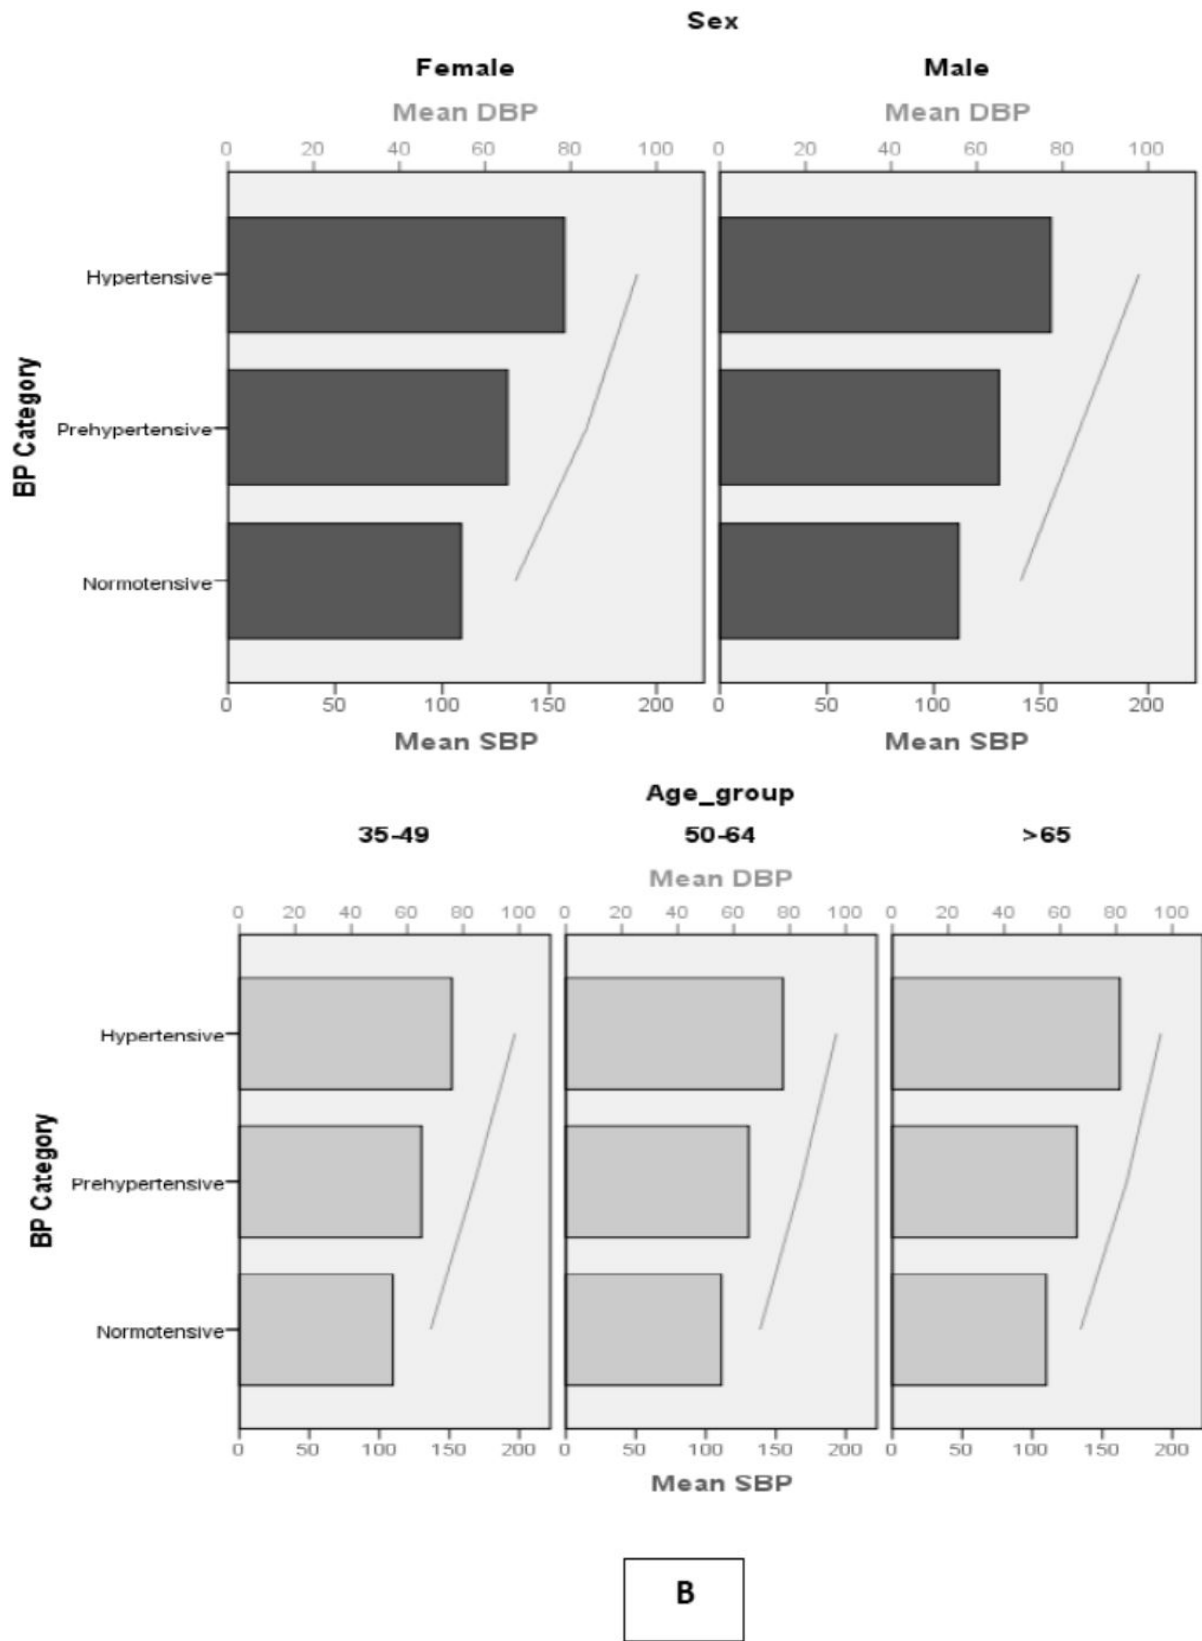 Sex
Female Male
Mean DBP Mean DBP
0 20 40 60 80 100 0 20 40 60 80 100
Hypertensive
Prehypertensive
Normotensive
BP Category
0 50 100 150 200 0 50 100 150 200
Mean SBP Mean SBP
Age_group
35-49 50-64 >65
Mean DBP
0 20 40 60 80 100 0 20 40 60 80 100 0 20 40 60 80 100
Hypertensive
Prehypertensive
Normotensive
BP Category
0 50 100 150 200 0 50 100 150 200 0 50 100 150 200
Mean SBP
B